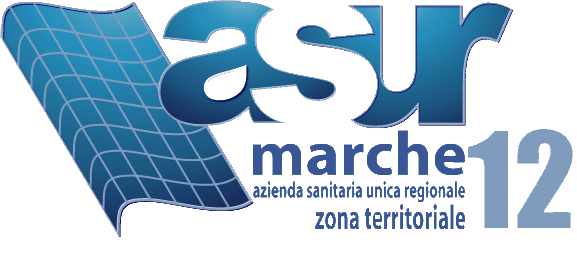 asur
marche
azienda sanitaria unica regionale
zona territoriale 12